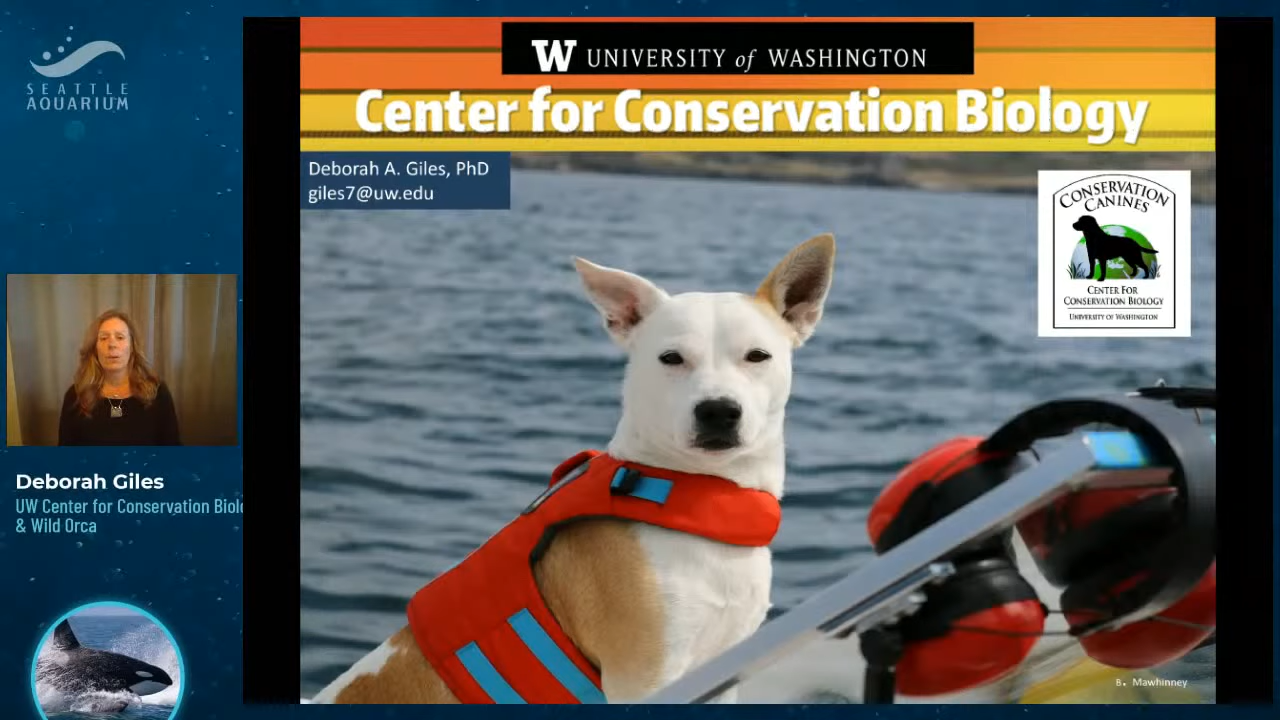 SEATTLE
AQUARIUM
W UNIVERSITY of WASHINGTON
Center for Conservation Biology
Deborah A. Giles, PhD
giles7@uw.edu
CONSERVATION
CANINES
CENTER FOR
CONSERVATION BIOLOGY
UNIVERSITY OF WASHINGTON
Deborah Giles
UW Center for Conservation Biolo
& Wild Orca
B. Mawhinney